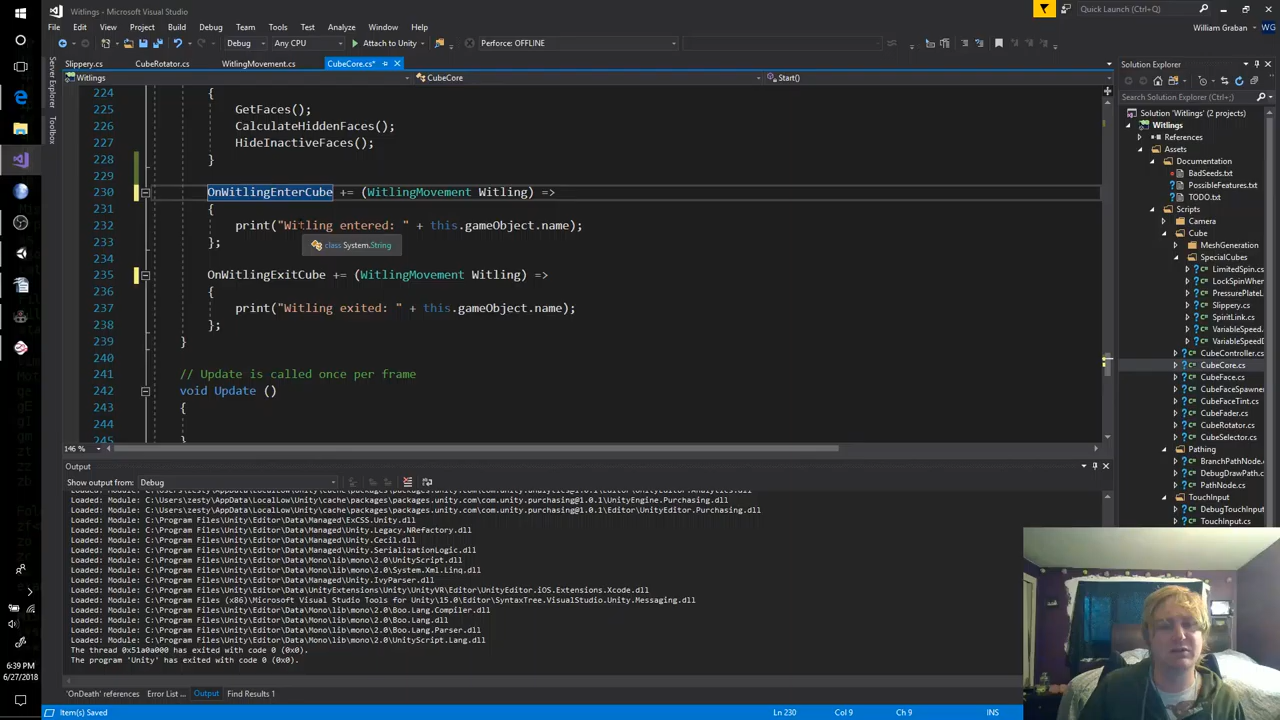 Witlings - Microsoft Visual Studio
Quick Launch (Ctrl+Q)
File Edit View Project Build Debug Team Tools Test Analyze Window Help
William Graban
WG
Debug Any CPU Attach to Unity Perforce: OFFLINE
Slippery.cs CubeRotator.cs WitlingMovement.cs CubeCore.cs*
Witlings CubeCore Start()
Server Explorer
Toolbox
224 {
225 GetFaces();
226 CalculateHiddenFaces();
227 HideInactiveFaces();
228 }
229
230 OnWitlingEnterCube += (WitlingMovement Witling) =>
231 {
232 print("Witling entered: " + this.gameObject.name);
class System.String
233 };
234
235 OnWitlingExitCube += (WitlingMovement Witling) =>
236 {
237 print("Witling exited: " + this.gameObject.name);
238 };
239 }
240
241 // Update is called once per frame
242 void Update ()
243 {
244
245 }
146 %
Solution Explorer
Search Solution Explorer (Ctrl+;)
Solution 'Witlings' (2 projects)
Witlings
References
Assets
Documentation
BadSeeds.txt
PossibleFeatures.txt
TODO.txt
Scripts
Camera
Cube
MeshGeneration
SpecialCubes
LimitedSpin.cs
LockSpinWher
PressurePlateL
Slippery.cs
SpiritLink.cs
VariableSpeed.
VariableSpeedD
CubeController.cs
CubeCore.cs
CubeFace.cs
CubeFaceSpawner
CubeFaceTint.cs
CubeFader.cs
CubeRotator.cs
CubeSelector.cs
Pathing
BranchPathNode.
DebugDrawPath.
PathNode.cs
TouchInput
DebugTouchInpu
TouchInput.cs
Output
Show output from: Debug
Loaded: Module: C:\Program Files\Unity\Editor\Data\Managed\ExCSS.Unity.dll
Loaded: Module: C:\Users\zesty\AppData\LocalLow\Unity\cache\packages\packages.unity.com\com.unity.purchasing@1.0.1\UnityEngine.Purchasing.dll
Loaded: Module: C:\Users\zesty\AppData\LocalLow\Unity\cache\packages\packages.unity.com\com.unity.purchasing@1.0.1\Editor\UnityEditor.Purchasing.dll
Loaded: Module: C:\Program Files\Unity\Editor\Data\Managed\Unity.Legacy.NRefactory.dll
Loaded: Module: C:\Program Files\Unity\Editor\Data\Managed\Unity.Cecil.dll
Loaded: Module: C:\Program Files\Unity\Editor\Data\Managed\Unity.SerializationLogic.dll
Loaded: Module: C:\Program Files\Unity\Editor\Data\Mono\lib\mono\2.0\UnityScript.dll
Loaded: Module: C:\Program Files\Unity\Editor\Data\Mono\lib\mono\2.0\System.Xml.Linq.dll
Loaded: Module: C:\Program Files\Unity\Editor\Data\Managed\Unity.IvyParser.dll
Loaded: Module: C:\Program Files\Unity\Editor\Data\UnityExtensions\Unity\UnityVR\Editor\UnityEditor.iOS.Extensions.Xcode.dll
Loaded: Module: C:\Program Files (x86)\Microsoft Visual Studio Tools for Unity\15.0\Editor\SyntaxTree.VisualStudio.Unity.Messaging.dll
Loaded: Module: C:\Program Files\Unity\Editor\Data\Mono\lib\mono\2.0\Boo.Lang.Compiler.dll
Loaded: Module: C:\Program Files\Unity\Editor\Data\Mono\lib\mono\2.0\Boo.Lang.dll
Loaded: Module: C:\Program Files\Unity\Editor\Data\Mono\lib\mono\2.0\Boo.Lang.Parser.dll
Loaded: Module: C:\Program Files\Unity\Editor\Data\Mono\lib\mono\2.0\UnityScript.Lang.dll
The thread 0x51a0a000 has exited with code 0 (0x0).
The program 'Unity' has exited with code 0 (0x0).
'OnDeath' references Error List ... Output Find Results 1
Item(s) Saved Ln 230 Col 9 Ch 9 INS
6:39 PM
6/27/2018